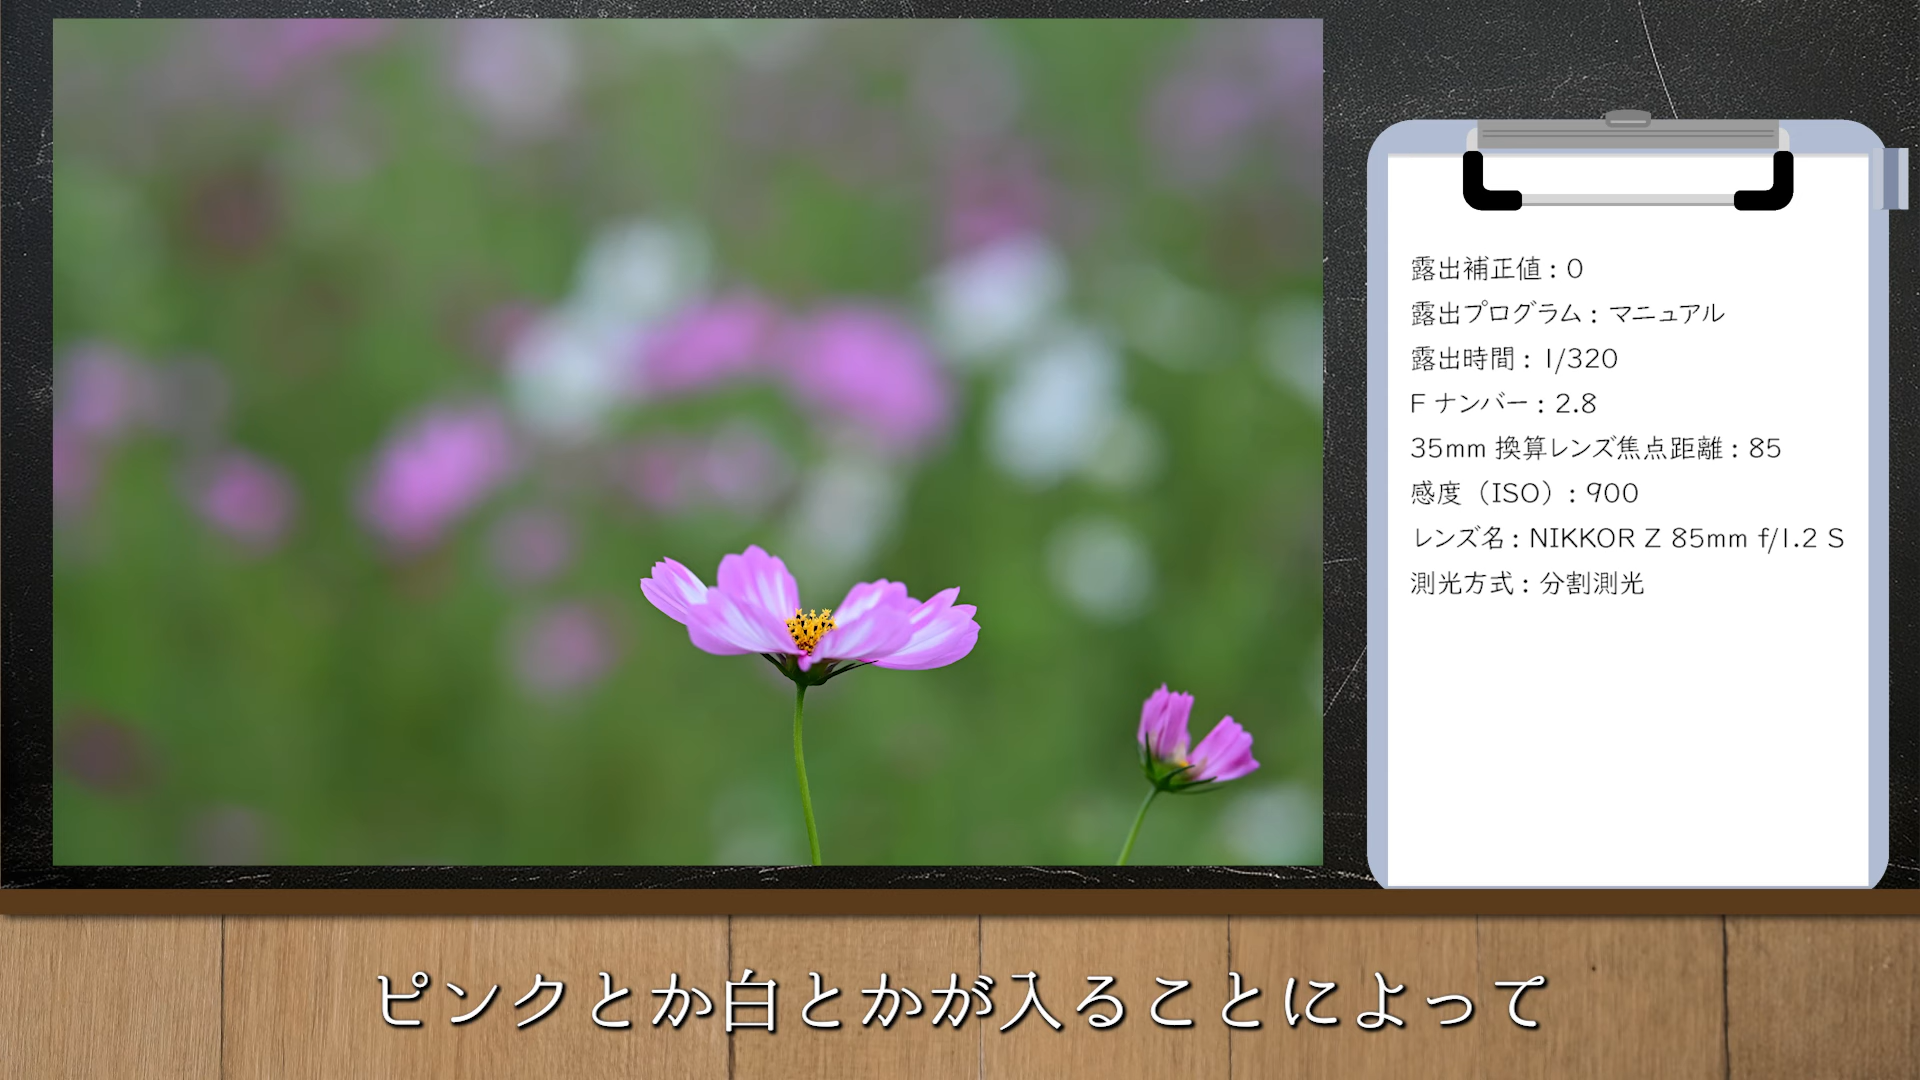 露出補正値 : 0
露出プログラム : マニュアル
露出時間 : 1/320
F ナンバー : 2.8
35mm 換算レンズ焦点距離 : 85
感度（ISO）: 900
レンズ名 : NIKKOR Z 85mm f/1.2 S
測光方式 : 分割測光
ピンクとか白とかが入ることによって